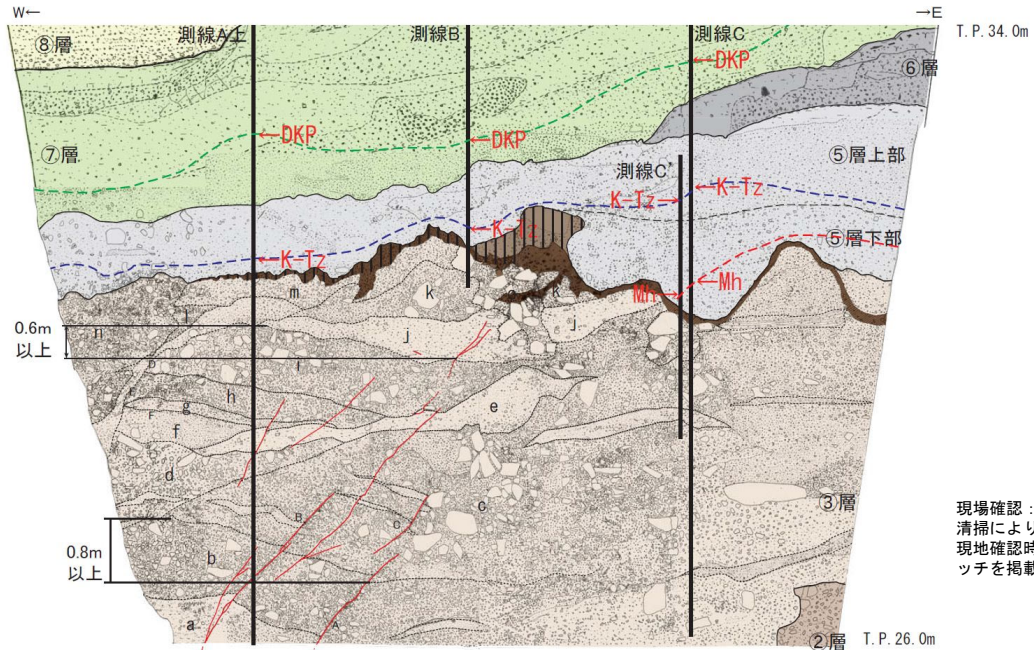 W←
→E
T.P.34.0m
⑧層
測線A上
測線B
測線C
←DKP
⑥層
←DKP
←DKP
⑦層
⑤層上部
測線C'
←K-Tz
K-Tz→
←K-Tz
←K-Tz
⑤層下部
←Mh
Mh→
m
k
k
l
j
j
n
0.6m
以上
i
h
g
F
f
e
d
c
③層
B
C
b
0.8m
以上
a
A
②層
T.P.26.0m
現場確認：
清掃により
現地確認時
ッチを掲載